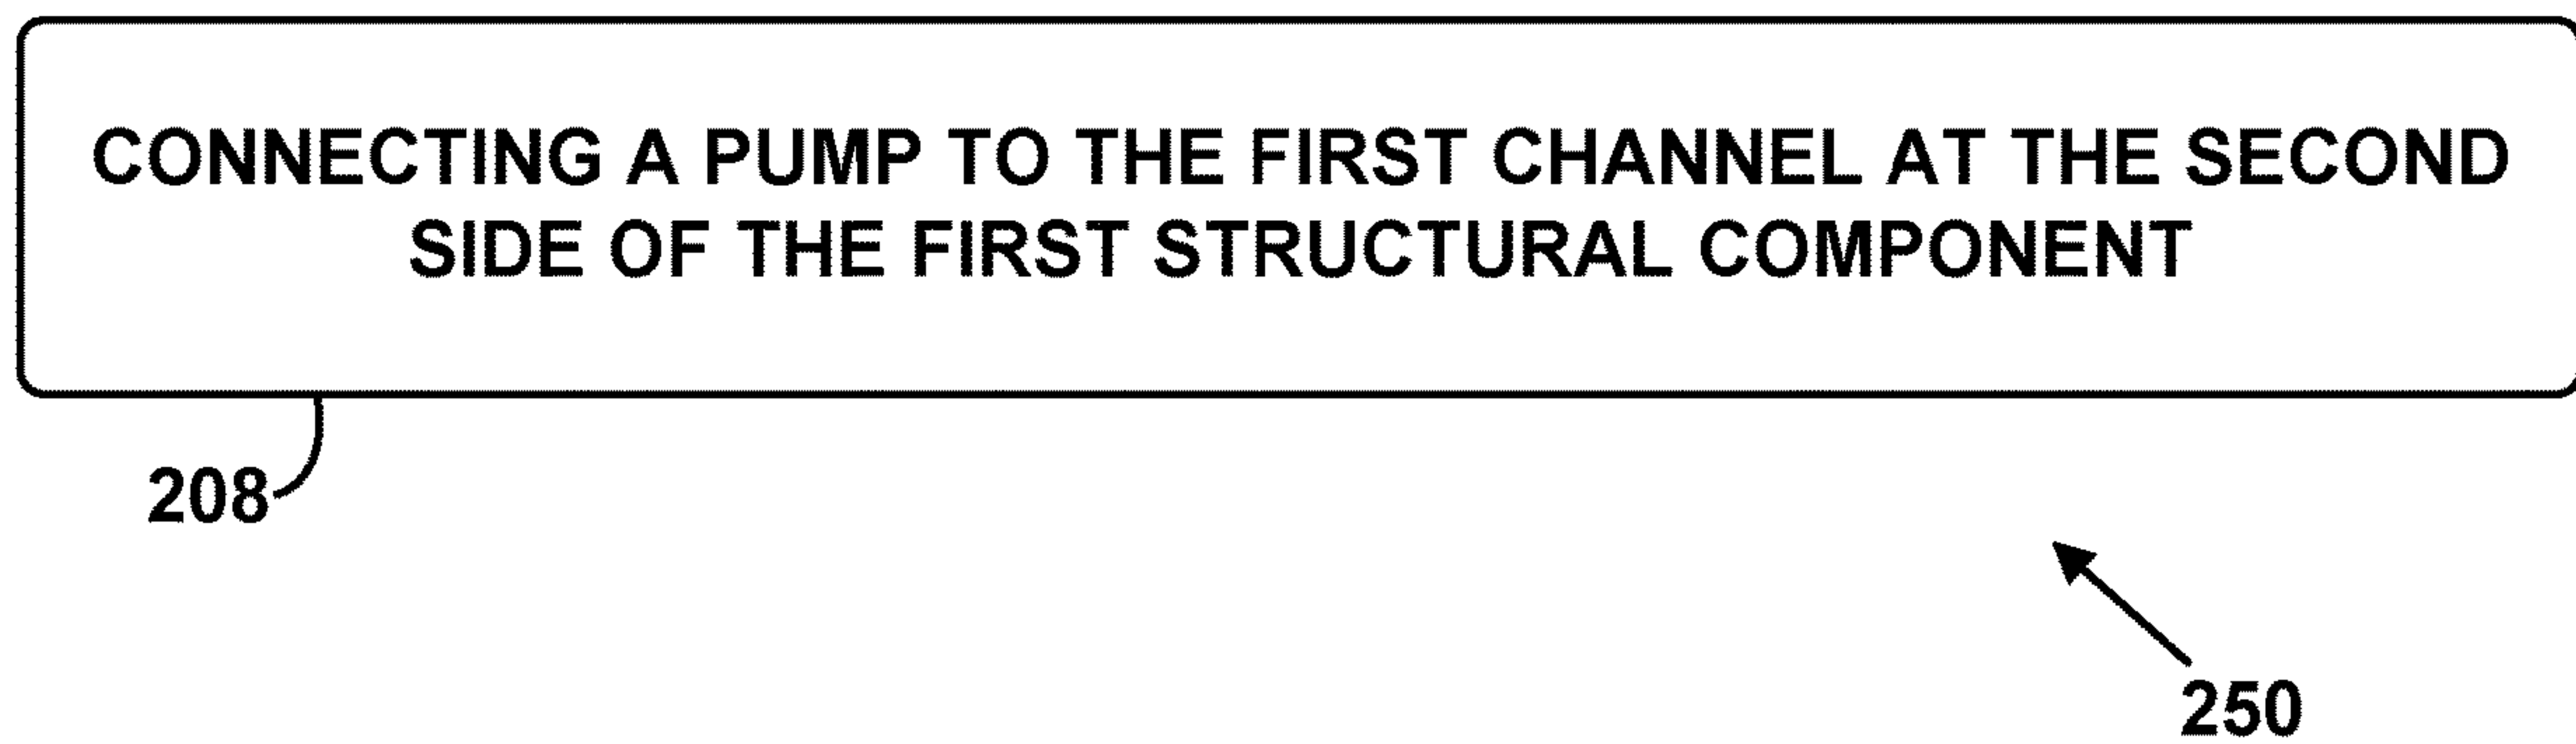 CONNECTING A PUMP TO THE FIRST CHANNEL AT THE SECOND
SIDE OF THE FIRST STRUCTURAL COMPONENT
208
250